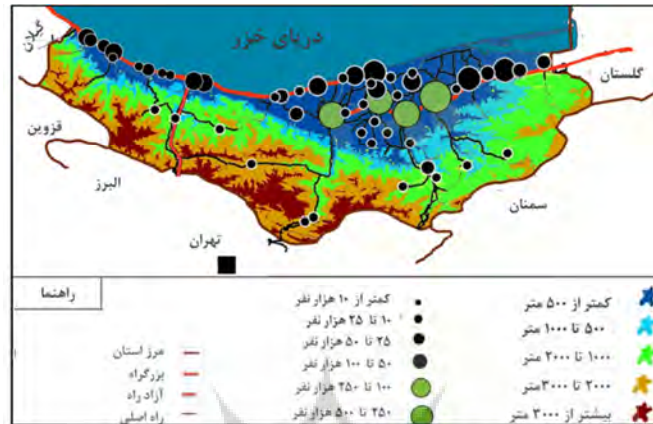 دریای خزر
گیلان
گلستان
قزوین
البرز
سمنان
تهران
راهنما
مرز استان
بزرگراه
آزاد راه
راه اصلی
کمتر از ۱۰ هزار نفر
۱۰ تا ۲۵ هزار نفر
۲۵ تا ۵۰ هزار نفر
۵۰ تا ۱۰۰ هزار نفر
۱۰۰ تا ۲۵۰ هزار نفر
۲۵۰ تا ۵۰۰ هزار نفر
کمتر از ۵۰۰ متر
۵۰۰ تا ۱۰۰۰ متر
۱۰۰۰ تا ۲۰۰۰ متر
۲۰۰۰ تا ۳۰۰۰متر
بیشتر از ۳۰۰۰ متر